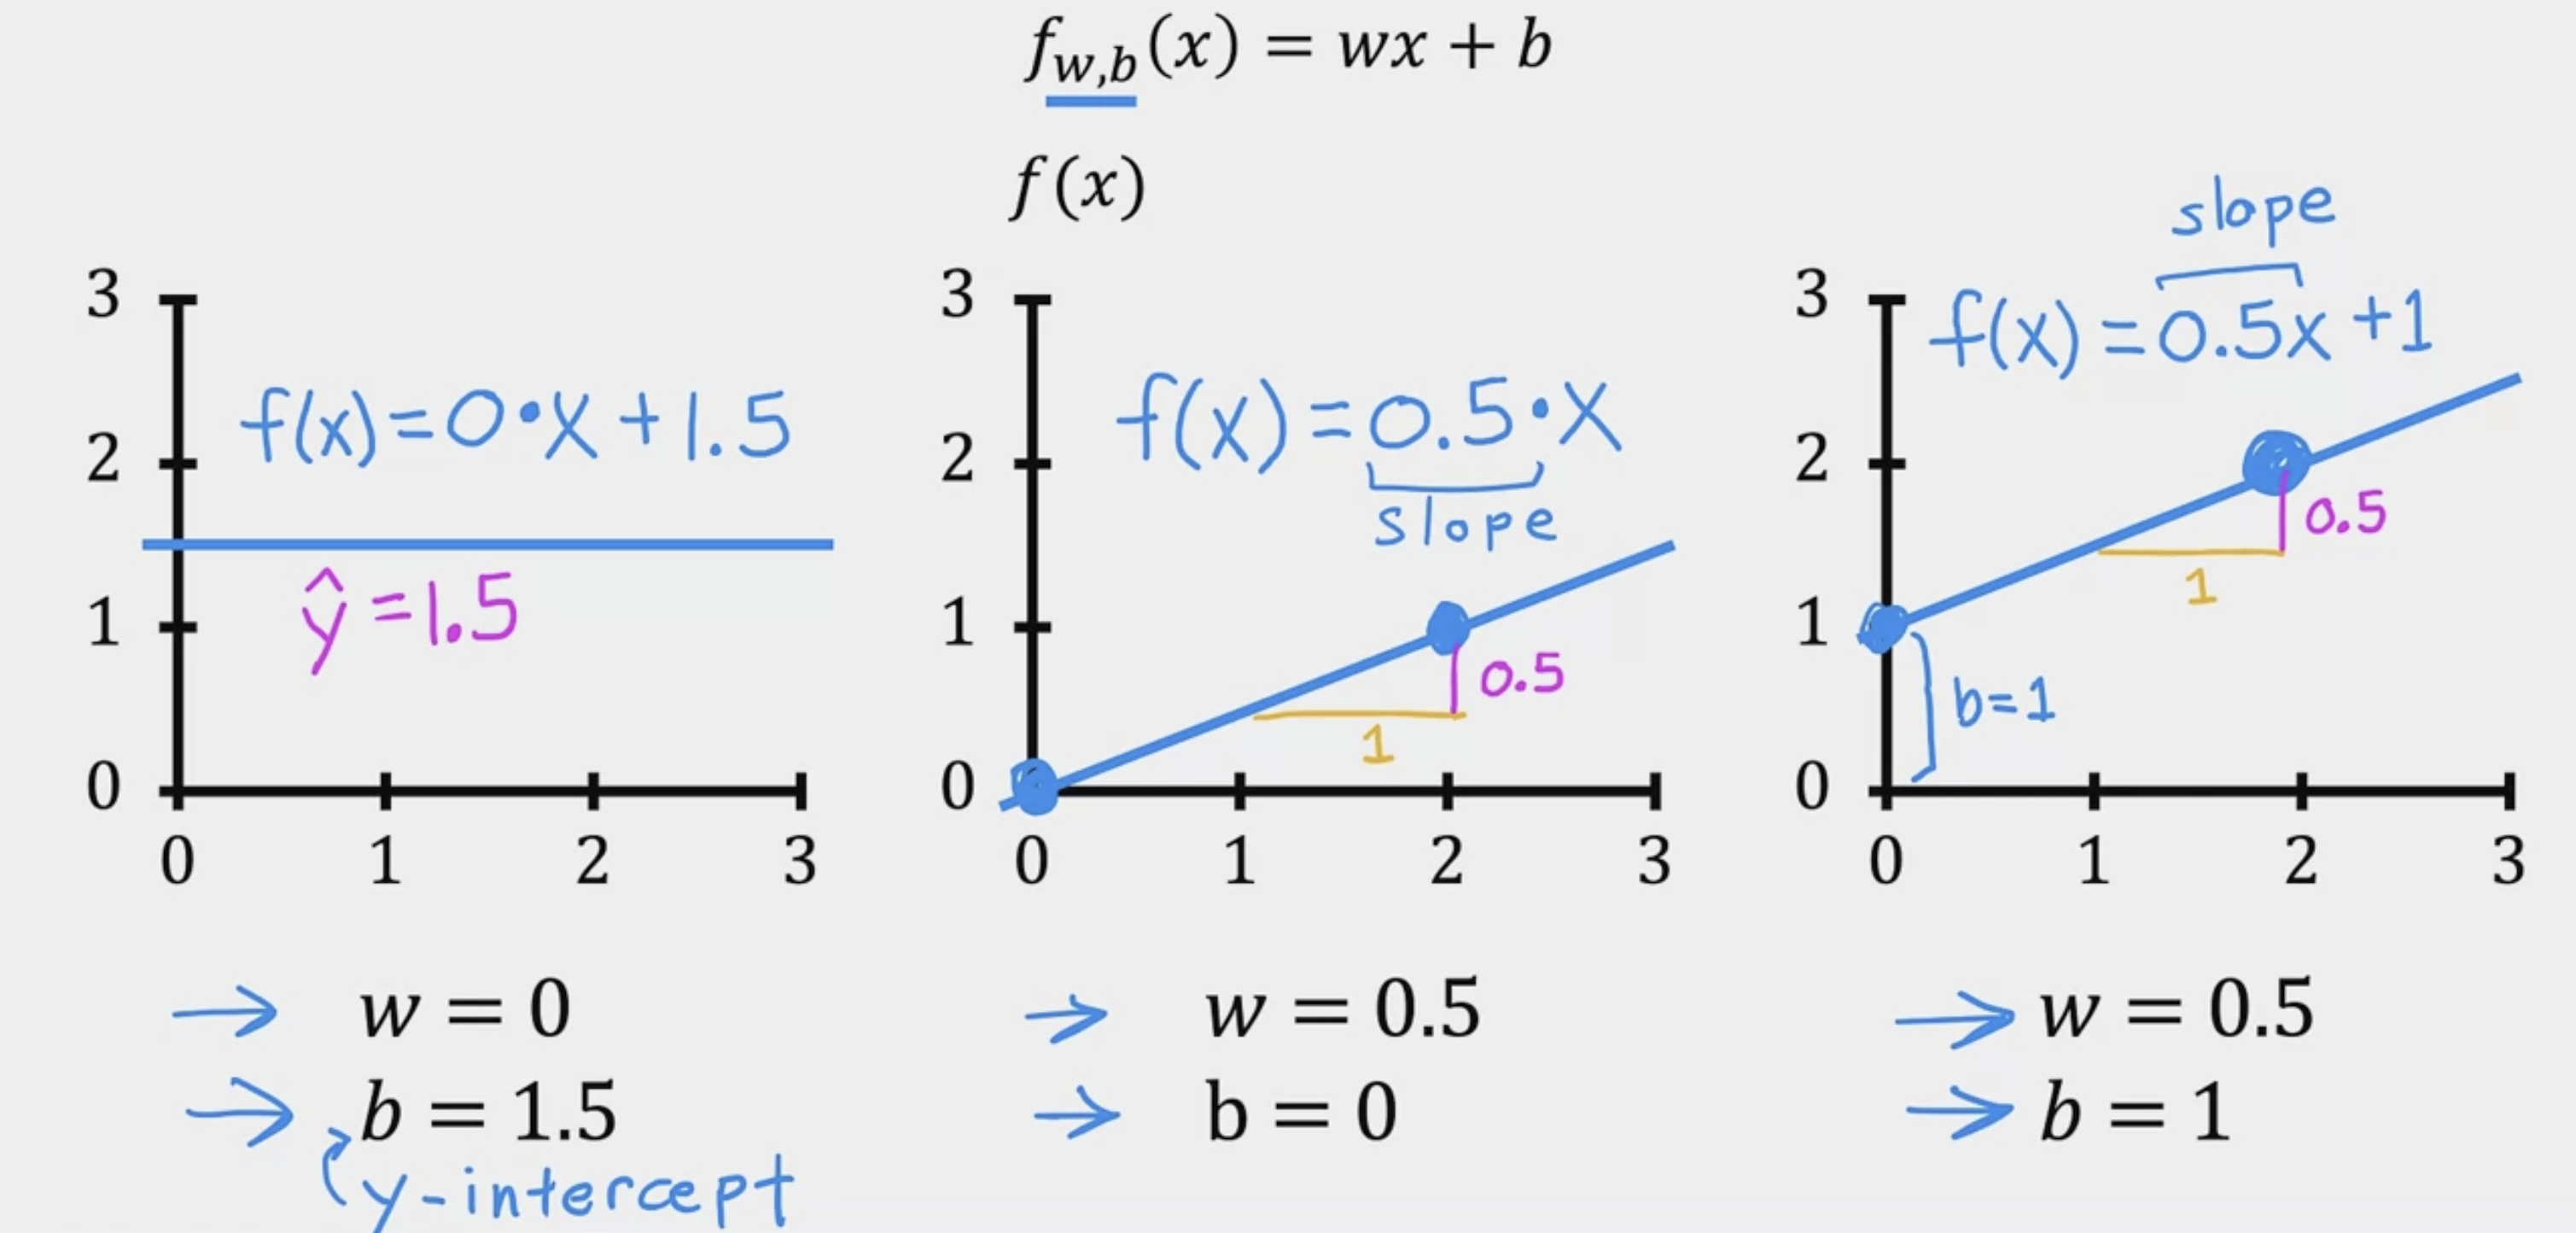 f_{w,b}(x) = wx + b
f(x)
3
2
1
0
0 1 2 3
f(x)=0·x+1.5
ŷ=1.5
w = 0
b = 1.5
y-intercept
3
2
1
0
0 1 2 3
f(x)=0.5·x
slope
0.5
1
w = 0.5
b = 0
3
2
1
0
0 1 2 3
slope
f(x)=0.5x+1
0.5
1
b=1
w = 0.5
b = 1